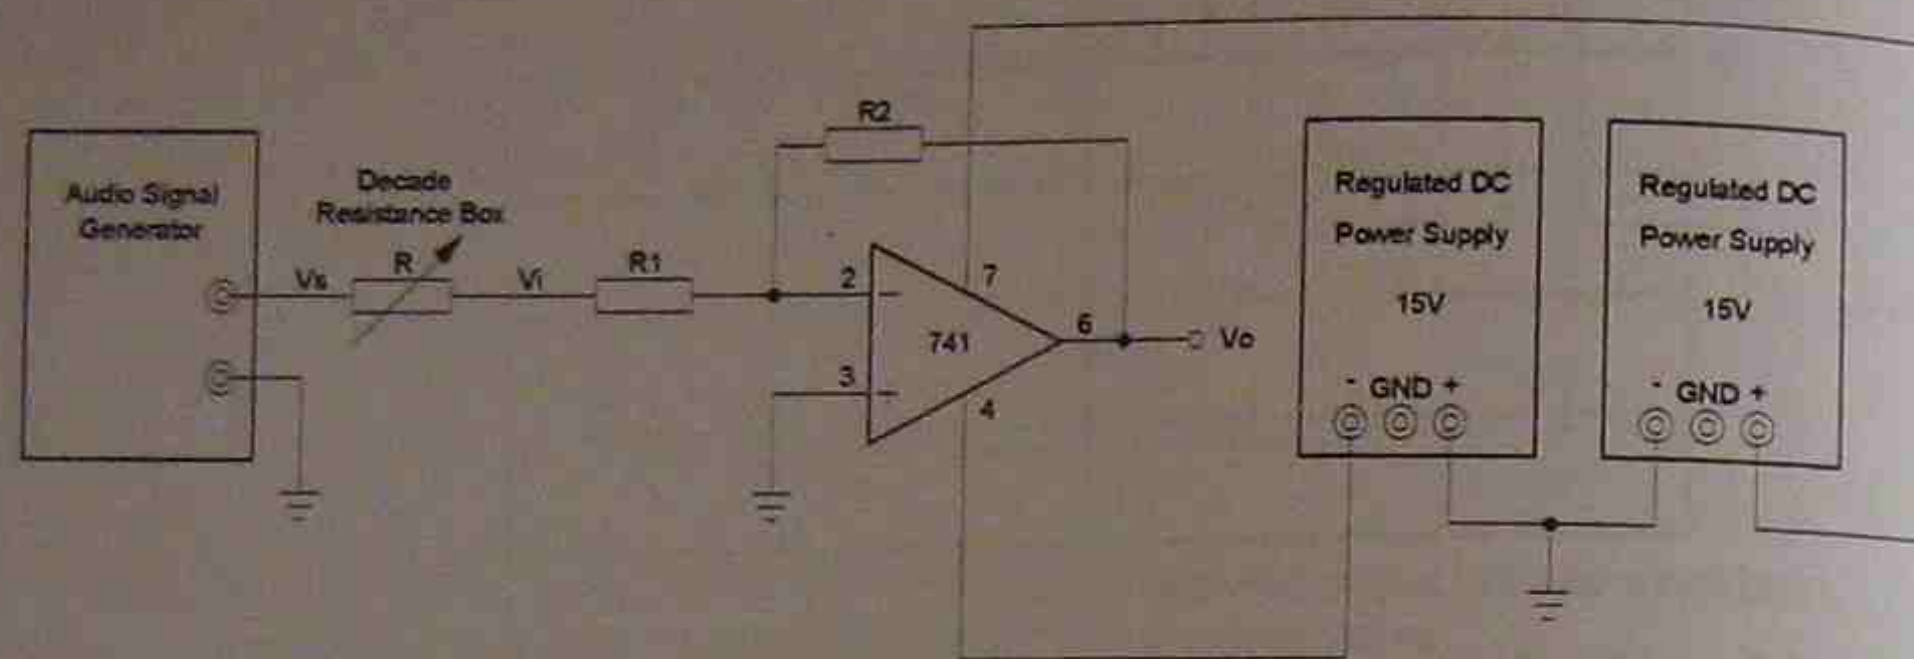 Audio Signal
Generator
Vs
Decade
Resistance Box
R
Vi
R1
R2
2
3
741
7
4
6
Vo
Regulated DC
Power Supply
15V
- GND +
Regulated DC
Power Supply
15V
- GND +